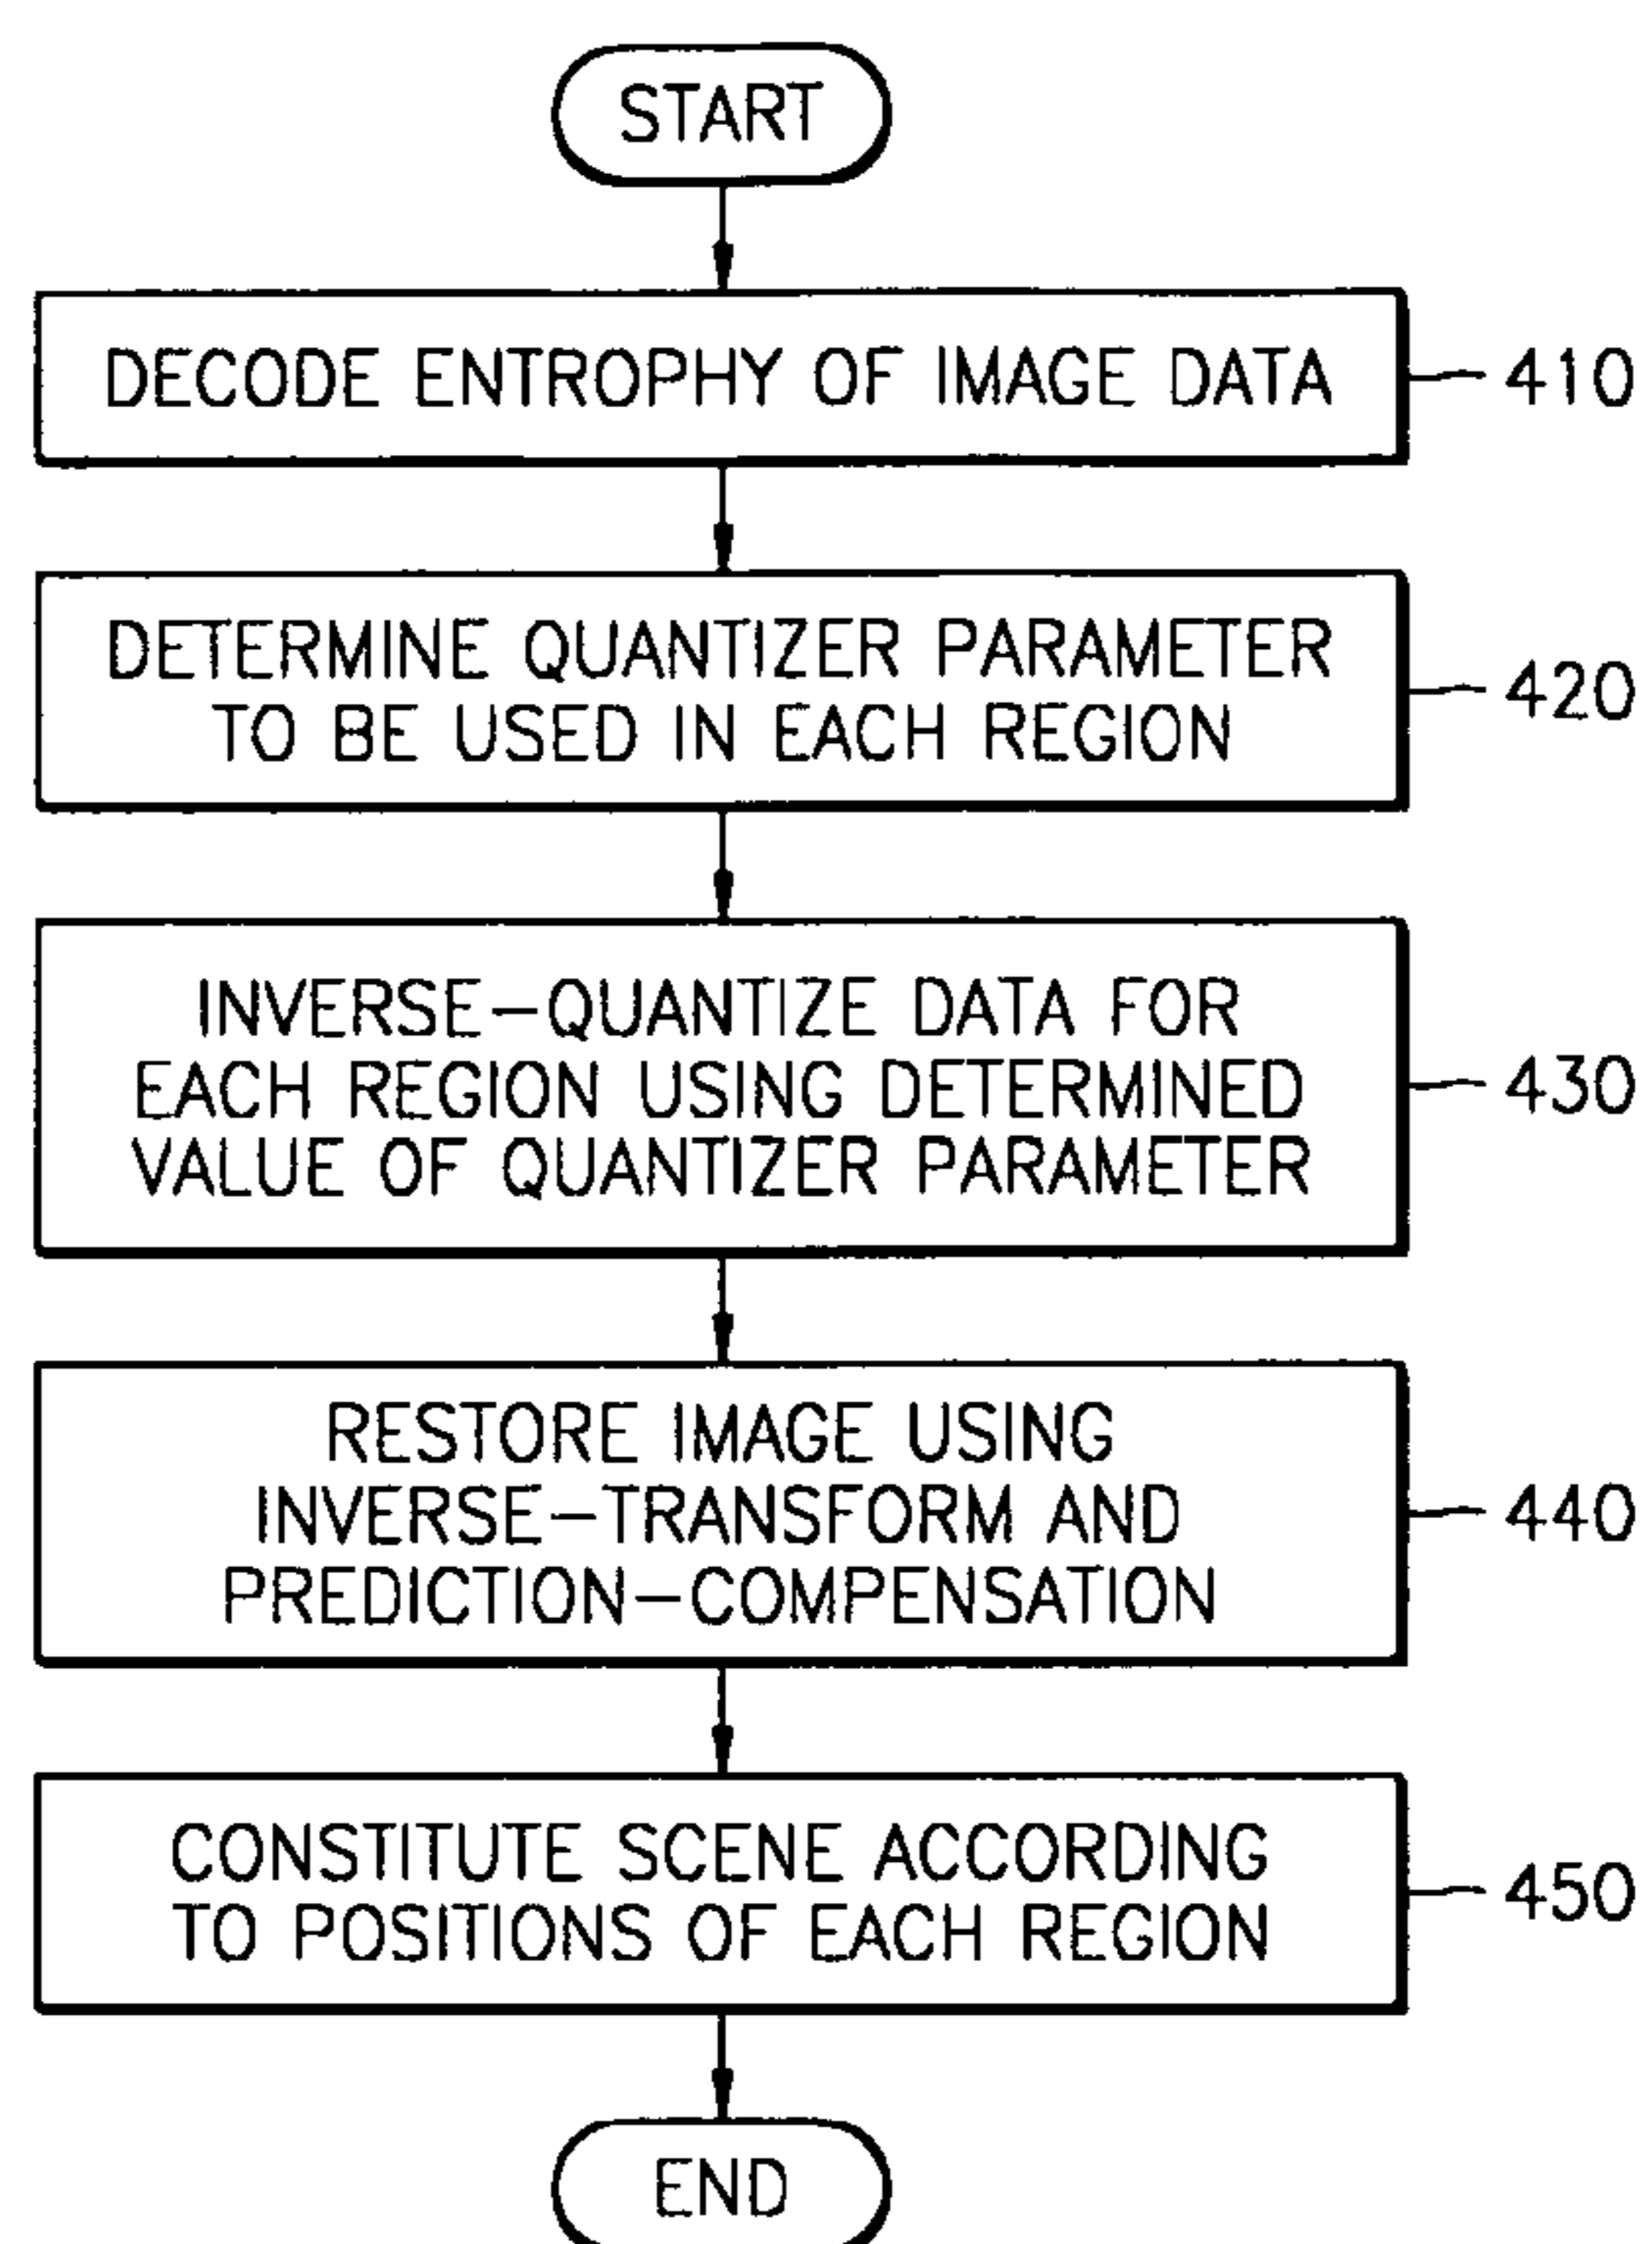 START
DECODE ENTROPHY OF IMAGE DATA
410
DETERMINE QUANTIZER PARAMETER
TO BE USED IN EACH REGION
420
INVERSE-QUANTIZE DATA FOR
EACH REGION USING DETERMINED
VALUE OF QUANTIZER PARAMETER
430
RESTORE IMAGE USING
INVERSE-TRANSFORM AND
PREDICTION-COMPENSATION
440
CONSTITUTE SCENE ACCORDING
TO POSITIONS OF EACH REGION
450
END